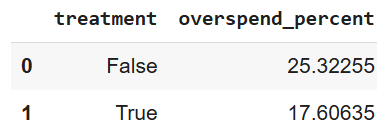 treatment overspend_percent
0 False 25.32255
1 True 17.60635